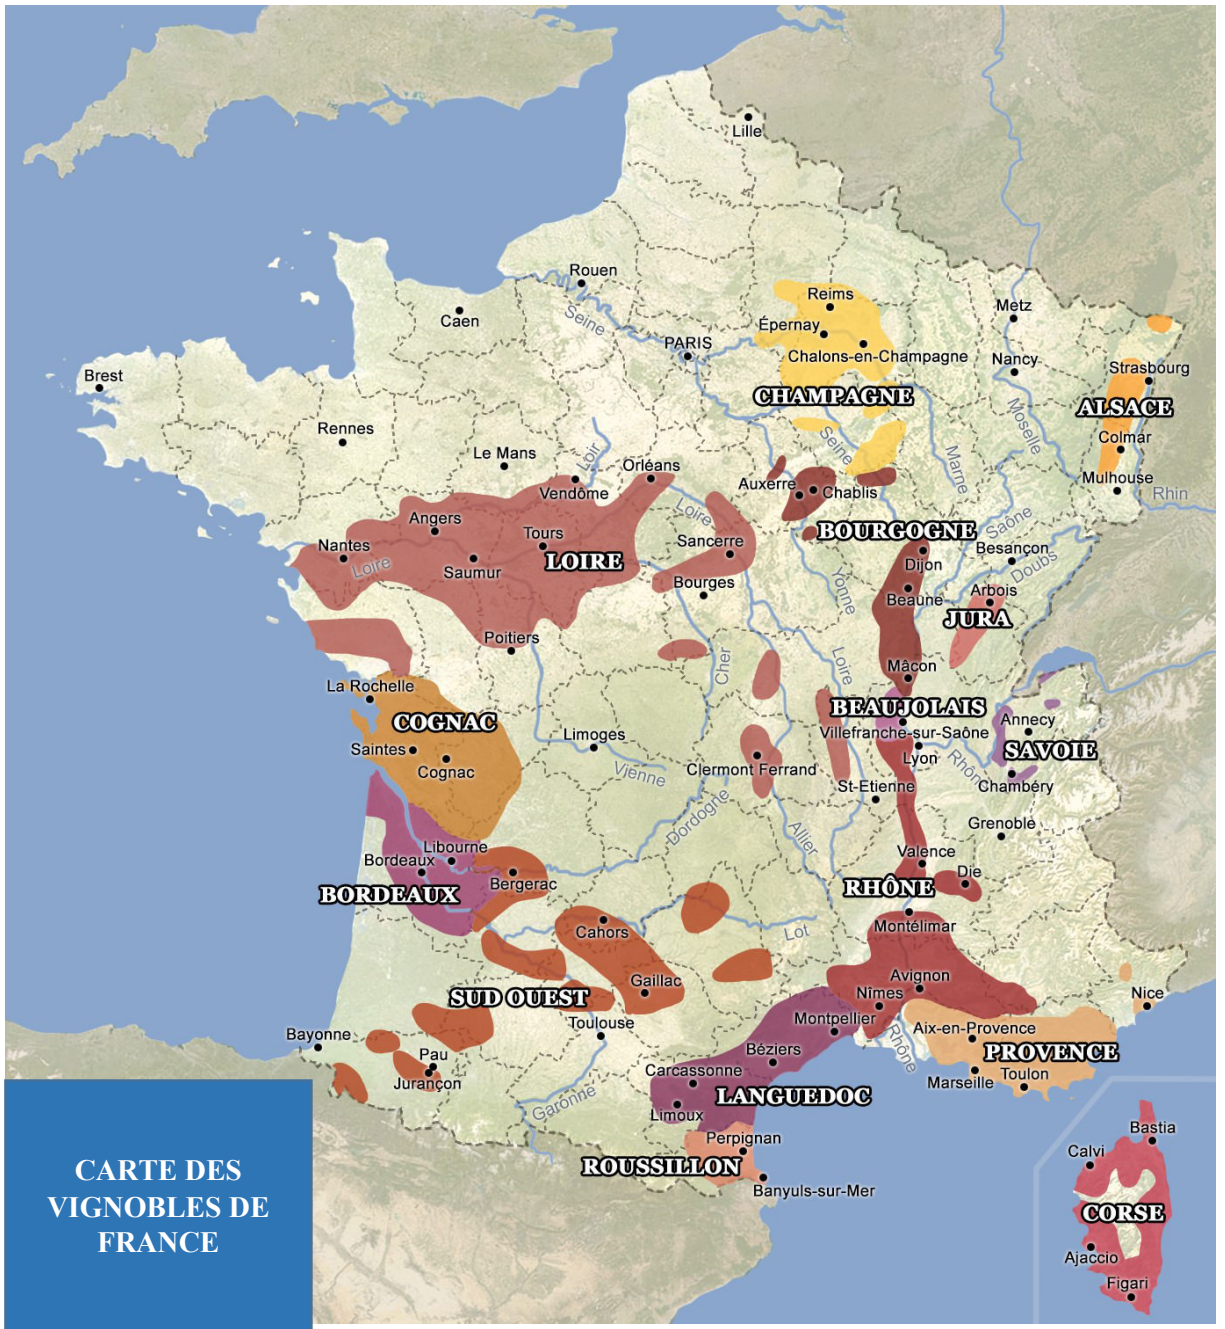 Lille
Rouen
Seine
Caen
Reims
Épernay
Chalons-en-Champagne
PARIS
Metz
Nancy
Moselle
Strasbourg
ALSACE
Colmar
Mulhouse
Rhin
CHAMPAGNE
Brest
Rennes
Le Mans
Loir
Vendôme
Orléans
Seine
Marne
Auxerre
Chablis
BOURGOGNE
Saône
Besançon
Doubs
Dijon
Beaune
Arbois
JURA
Angers
Tours
LOIRE
Nantes
Loire
Saumur
Loire
Sancerre
Bourges
Yonne
Poitiers
Cher
Loire
Mâcon
La Rochelle
COGNAC
Saintes
Cognac
Limoges
Vienne
Clermont Ferrand
BEAUJOLAIS
Villefranche-sur-Saône
Lyon
Rhône
Annecy
SAVOIE
Chambéry
St-Etienne
Grenoble
Dordogne
Allier
Libourne
Bordeaux
BORDEAUX
Bergerac
Valence
Die
RHÔNE
Montélimar
Cahors
Lot
Gaillac
SUD OUEST
Toulouse
Avignon
Nîmes
Montpellier
Rhône
Nice
Aix-en-Provence
PROVENCE
Marseille
Toulon
Bayonne
Pau
Jurançon
Garonne
Béziers
Carcassonne
LANGUEDOC
Limoux
Perpignan
ROUSSILLON
Banyuls-sur-Mer
Bastia
Calvi
CORSE
Ajaccio
Figari
CARTE DES
VIGNOBLES DE
FRANCE